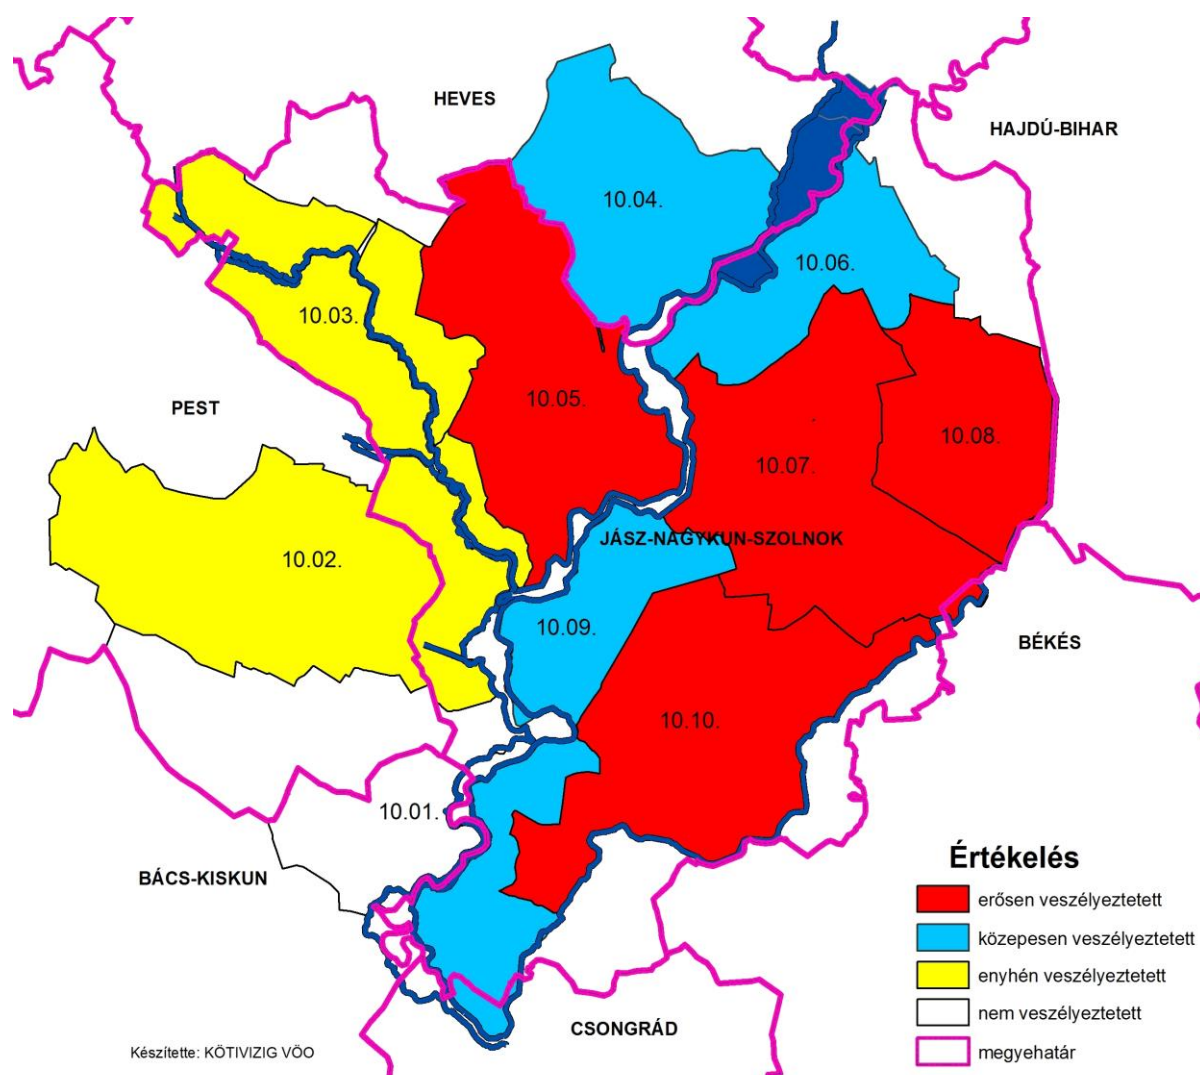 HEVES
HAJDÚ-BIHAR
10.04.
10.06.
10.03.
10.05.
PEST
10.08.
10.07.
JÁSZ-NAGYKUN-SZOLNOK
10.02.
10.09.
BÉKÉS
10.10.
10.01.
BÁCS-KISKUN
CSONGRÁD
Értékelés
erősen veszélyeztetett
közepesen veszélyeztetett
enyhén veszélyeztetett
nem veszélyeztetett
megyehatár
Készítette: KÖTIVIZIG VÖO